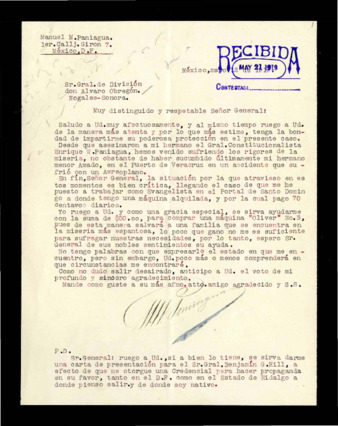 Manuel M.Paniagua.
1er.Callj.Giron 7.
México, D.F.
RECIBIDA
MAY 21 1919
CONTESTADA
México,
Sr.Gral.de División
don Alvaro Obregón.
Nogales-Sonora.
Muy distinguido y respetable Señor General:
Saludo a Ud.muy afectuosamente, y al mismo tiempo ruego a Ud.
de la manera más atenta y por lo que más estime, tenga la bon-
dad de impartirme su poderosa protección en el presente caso.
Desde que asesinaron a mi hermano el Gral.Constitucionalista
Enrique M.Paniagua, hemos venido sufriendo los rigores de la
miseria, no obstante de haber sucumbido últimamente mi hermano
menor Amado, en el Puerto de Veracruz en un accidente que su-
frió con un Aereoplano.
En fin,Señor General, la situación por la que atravieso en es
tos momentos es bien crítica, llegando el caso de que me he
puesto a trabajar como Evangelista en el Portal de Santo Domin
go a donde tengo una máquina alquilada, y por la cual pago 70
Centavos diarios.
Yo ruego a Ud. y como una gracia especial, se sirva ayudarme
con la suma de para comprar una máquina "Oliver"
pues de esta manera salvará a una familia que se encuentra en
la miseria más espantosa, lo poco que gano no me es suficiente
para sufragar nuestras necesidades, por lo tanto, espero Sr.
General de sus nobles sentimientos su ayuda.
No tengo palabras con que expresarle el estado en que me en-
cuentro, pero sin embargo, Ud.poco más o menos comprenderá en
que circunstancias me encontrará.
Como no dudo salir desairado, anticipo a Ud. el voto de mi
profundo y sincero agradecimiento.
Mande como guste a su más afmo.atto.amigo agradecido y S.S.
MMPaniagua
P.D.
Sr.General: ruego a Ud.,si a bien lo tiene, se sirva darme
una carta de presentación para el Sr.Gral.Benjamín G.Hill, a
efecto de que me otorgue una Credencial para hacer propaganda
en su favor, tanto en el D.F. como en el Estado de Hidalgo a
donde pienso salir.y de donde soy nativo.